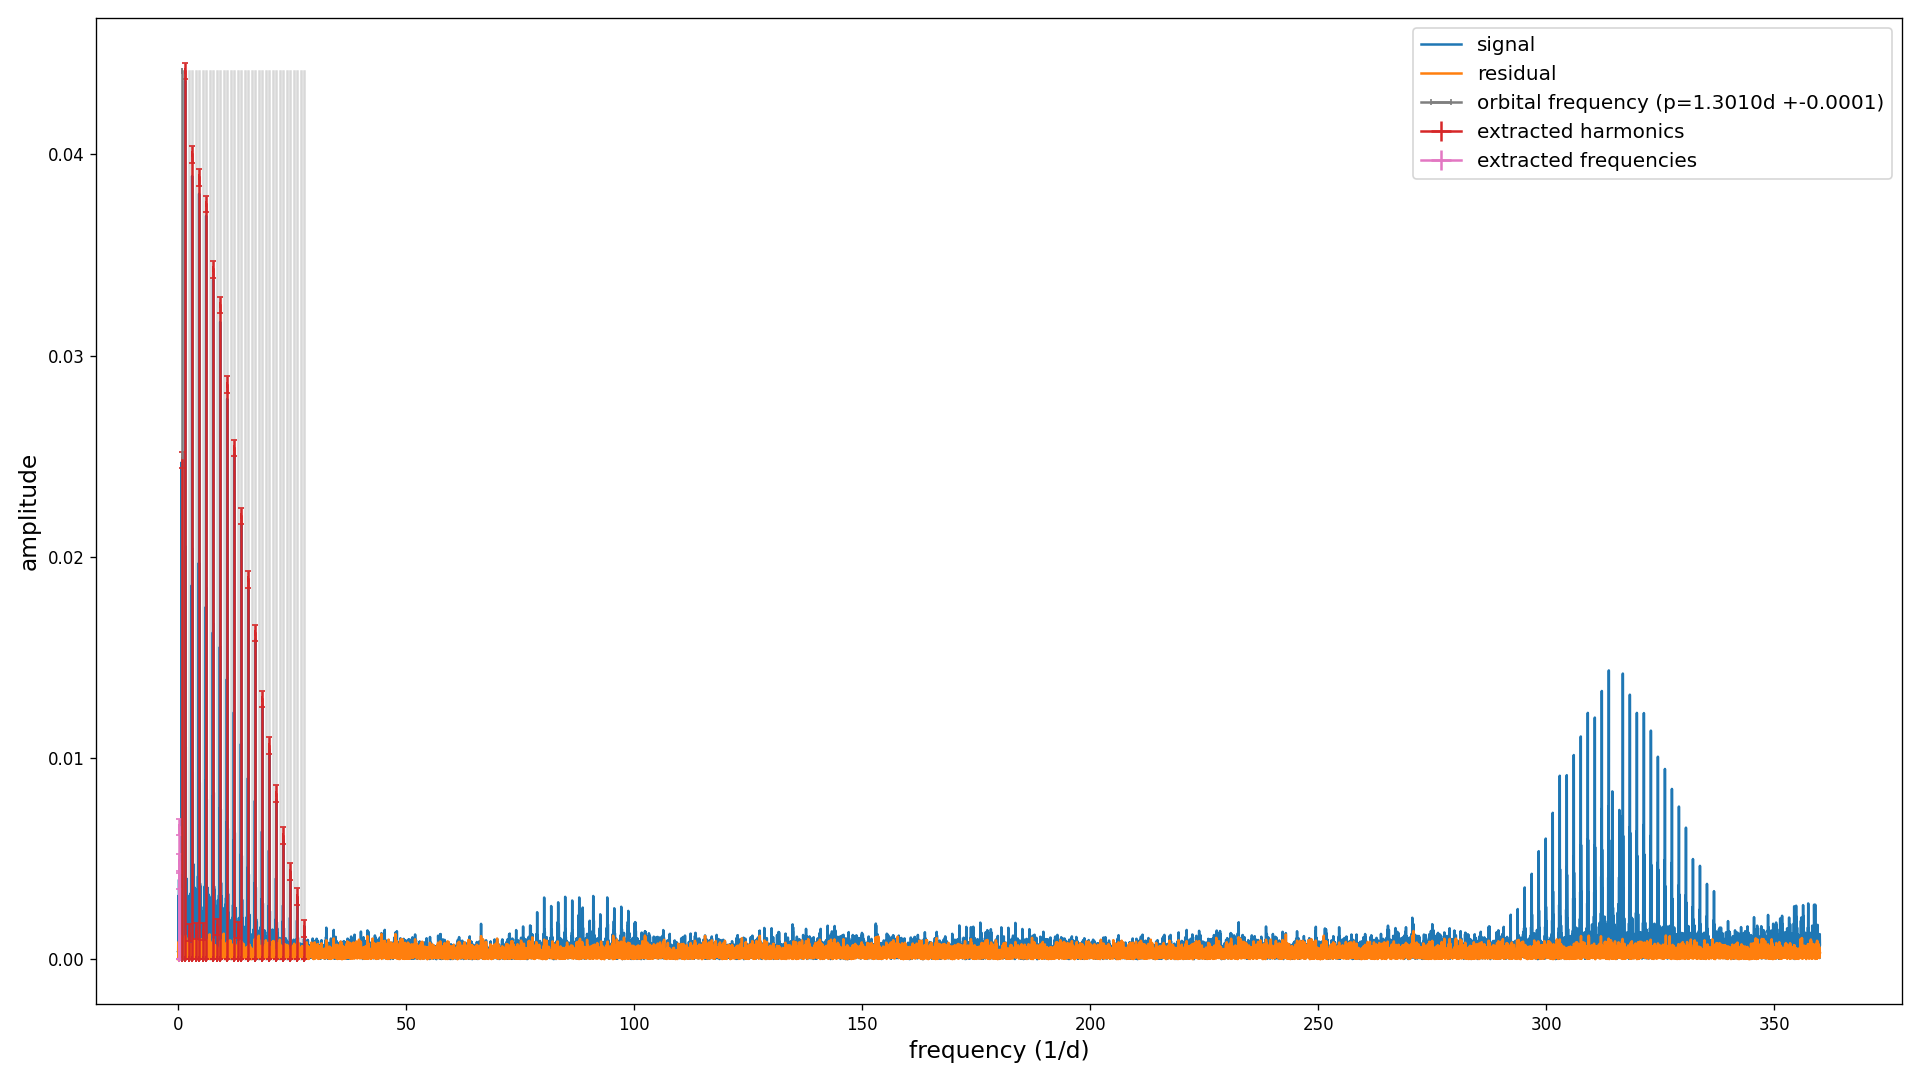 signal
residual
orbital frequency (p=1.3010d +-0.0001)
extracted harmonics
extracted frequencies
0.04
0.03
0.02
0.01
0.00
amplitude
0 50 100 150 200 250 300 350
frequency (1/d)